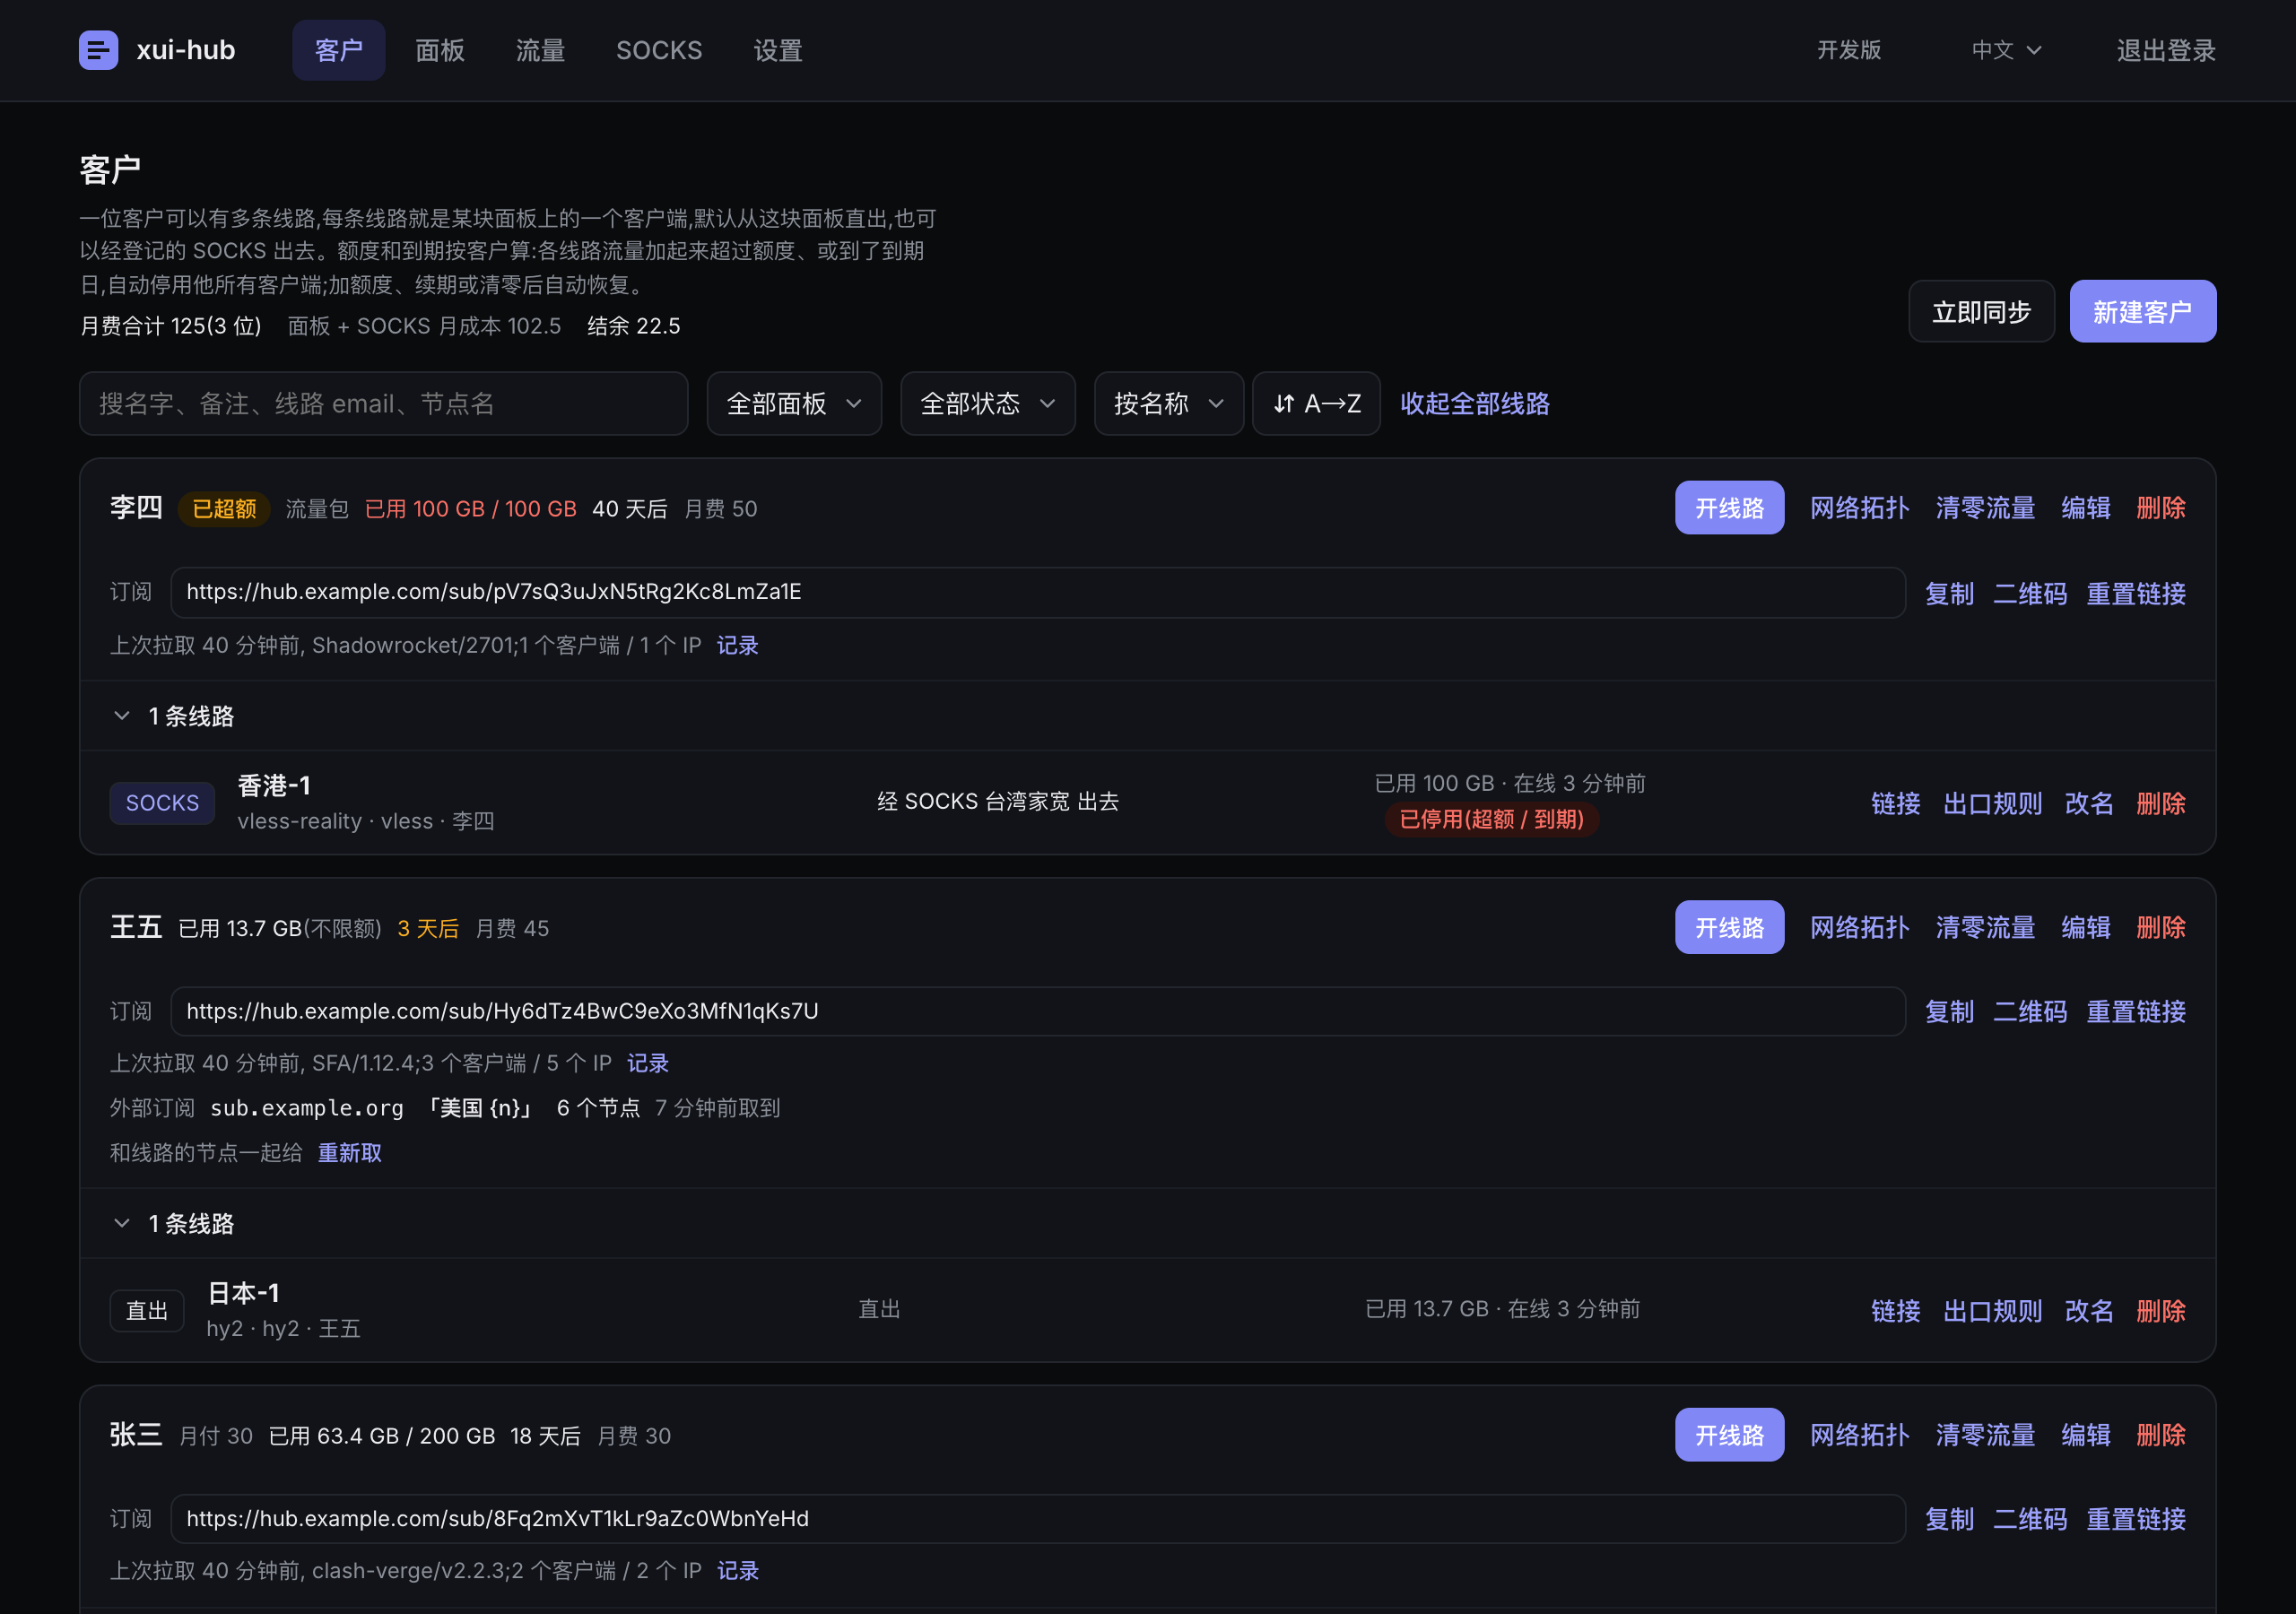 xui-hub 客户 面板 流量 SOCKS 设置 开发版 中文 退出登录
客户
一位客户可以有多条线路,每条线路就是某块面板上的一个客户端,默认从这块面板直出,也可
以经登记的 SOCKS 出去。额度和到期按客户算:各线路流量加起来超过额度、或到了到期
日,自动停用他所有客户端;加额度、续期或清零后自动恢复。
月费合计 125(3 位) 面板 + SOCKS 月成本 102.5 结余 22.5
立即同步 新建客户
搜名字、备注、线路 email、节点名 全部面板 全部状态 按名称 ↓↑ A→Z 收起全部线路
李四 已超额 流量包 已用 100 GB / 100 GB 40 天后 月费 50 开线路 网络拓扑 清零流量 编辑 删除
订阅 https://hub.example.com/sub/pV7sQ3uJxN5tRg2Kc8LmZa1E 复制 二维码 重置链接
上次拉取 40 分钟前, Shadowrocket/2701;1 个客户端 / 1 个 IP 记录
1 条线路
SOCKS 香港-1 经 SOCKS 台湾家宽 出去 已用 100 GB · 在线 3 分钟前 链接 出口规则 改名 删除
vless-reality · vless · 李四 已停用(超额 / 到期)
王五 已用 13.7 GB(不限额) 3 天后 月费 45 开线路 网络拓扑 清零流量 编辑 删除
订阅 https://hub.example.com/sub/Hy6dTz4BwC9eXo3MfN1qKs7U 复制 二维码 重置链接
上次拉取 40 分钟前, SFA/1.12.4;3 个客户端 / 5 个 IP 记录
外部订阅 sub.example.org 「美国 {n}」 6 个节点 7 分钟前取到
和线路的节点一起给 重新取
1 条线路
直出 日本-1 直出 已用 13.7 GB · 在线 3 分钟前 链接 出口规则 改名 删除
hy2 · hy2 · 王五
张三 月付 30 已用 63.4 GB / 200 GB 18 天后 月费 30 开线路 网络拓扑 清零流量 编辑 删除
订阅 https://hub.example.com/sub/8Fq2mXvT1kLr9aZc0WbnYeHd 复制 二维码 重置链接
上次拉取 40 分钟前, clash-verge/v2.2.3;2 个客户端 / 2 个 IP 记录